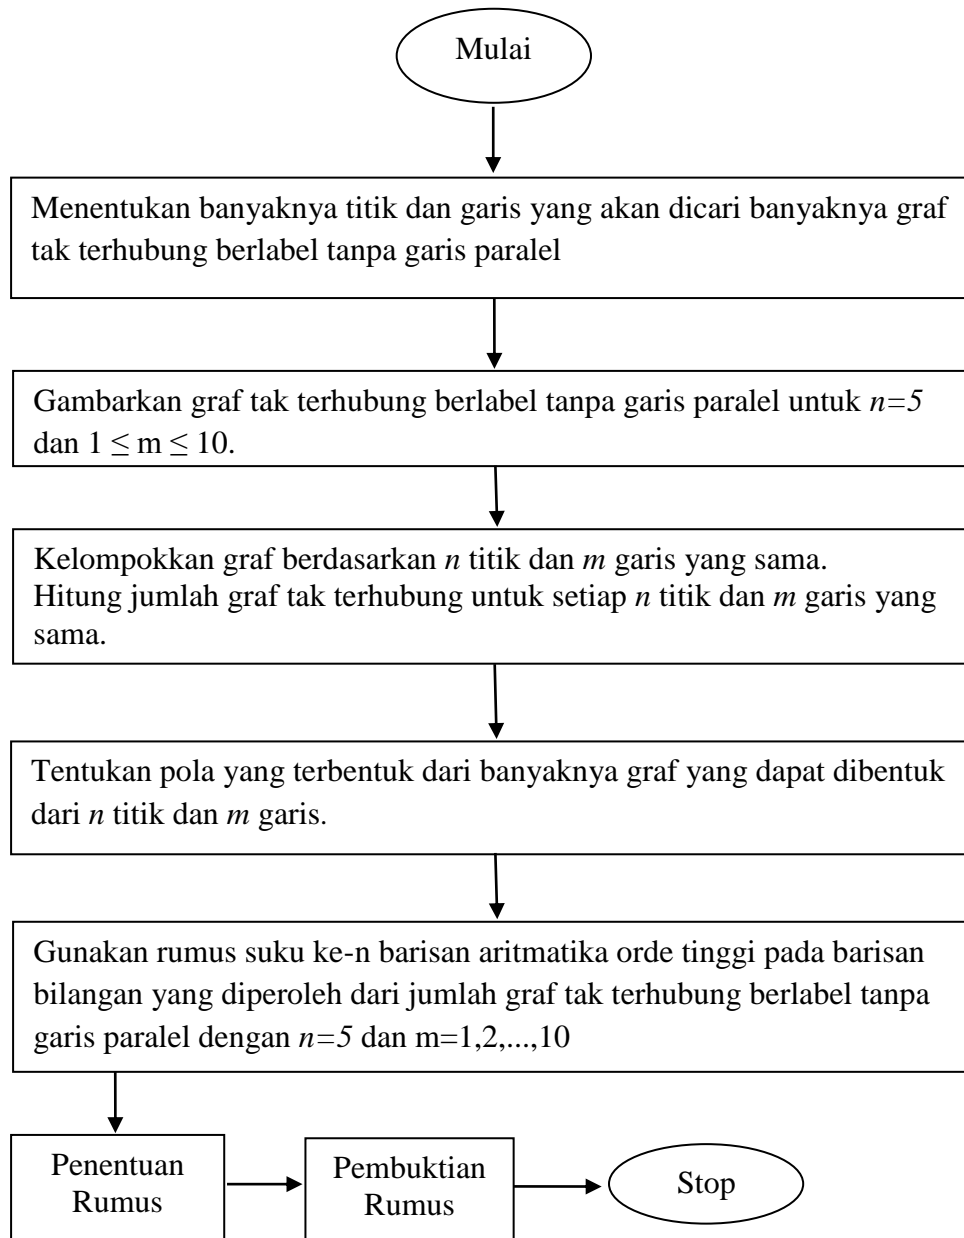 Mulai
Menentukan banyaknya titik dan garis yang akan dicari banyaknya graf
tak terhubung berlabel tanpa garis paralel
Gambarkan graf tak terhubung berlabel tanpa garis paralel untuk n=5
dan 1 ≤ m ≤ 10.
Kelompokkan graf berdasarkan n titik dan m garis yang sama.
Hitung jumlah graf tak terhubung untuk setiap n titik dan m garis yang
sama.
Tentukan pola yang terbentuk dari banyaknya graf yang dapat dibentuk
dari n titik dan m garis.
Gunakan rumus suku ke-n barisan aritmatika orde tinggi pada barisan
bilangan yang diperoleh dari jumlah graf tak terhubung berlabel tanpa
garis paralel dengan n=5 dan m=1,2,...,10
Penentuan
Rumus
Pembuktian
Rumus
Stop